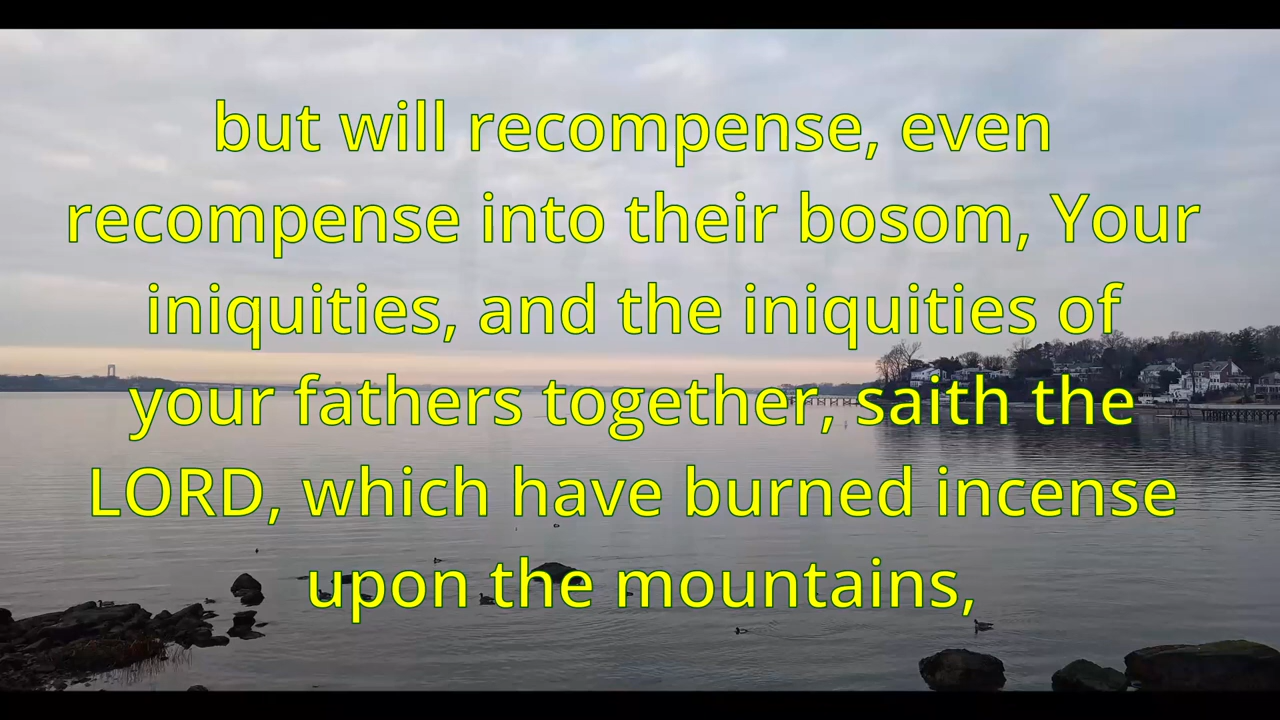 but will recompense, even
recompense into their bosom, Your
iniquities, and the iniquities of
your fathers together, saith the
LORD, which have burned incense
upon the mountains,